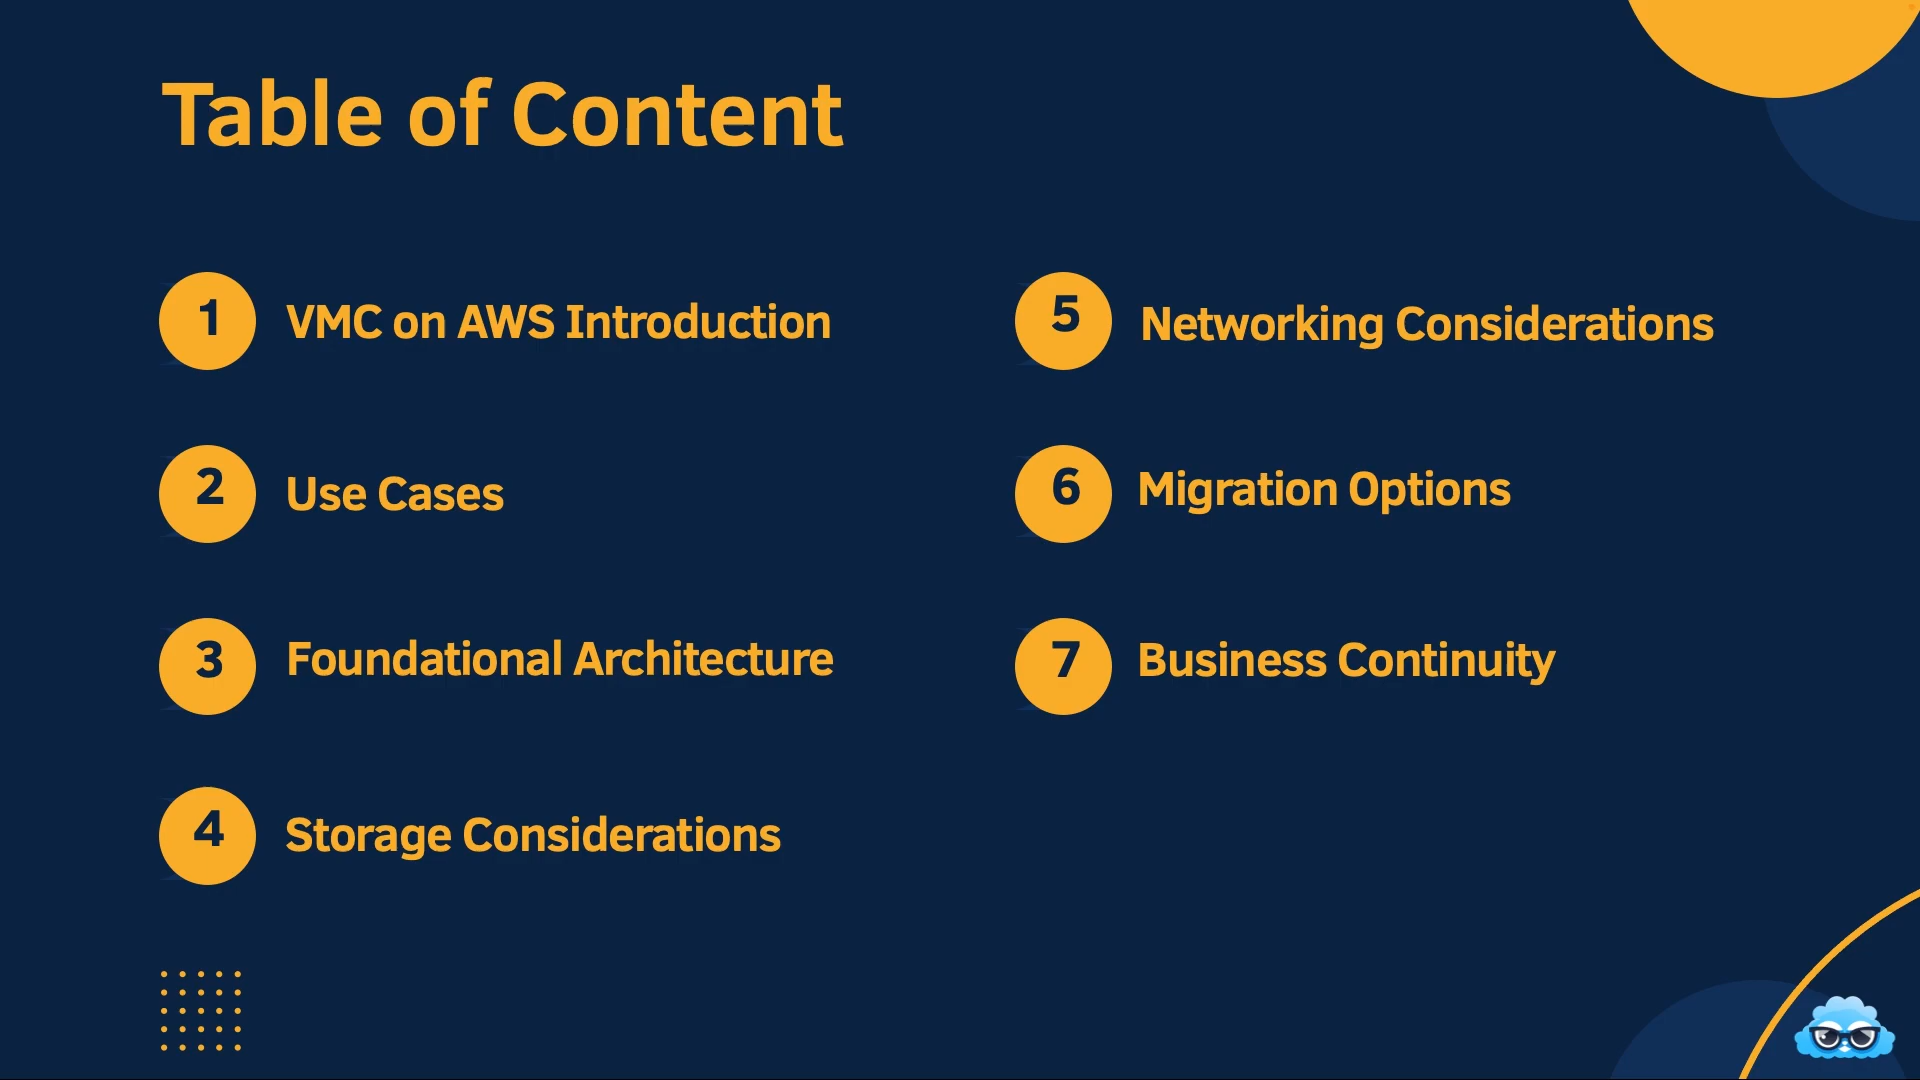 Table of Content
1 VMC on AWS Introduction
2 Use Cases
3 Foundational Architecture
4 Storage Considerations
5 Networking Considerations
6 Migration Options
7 Business Continuity